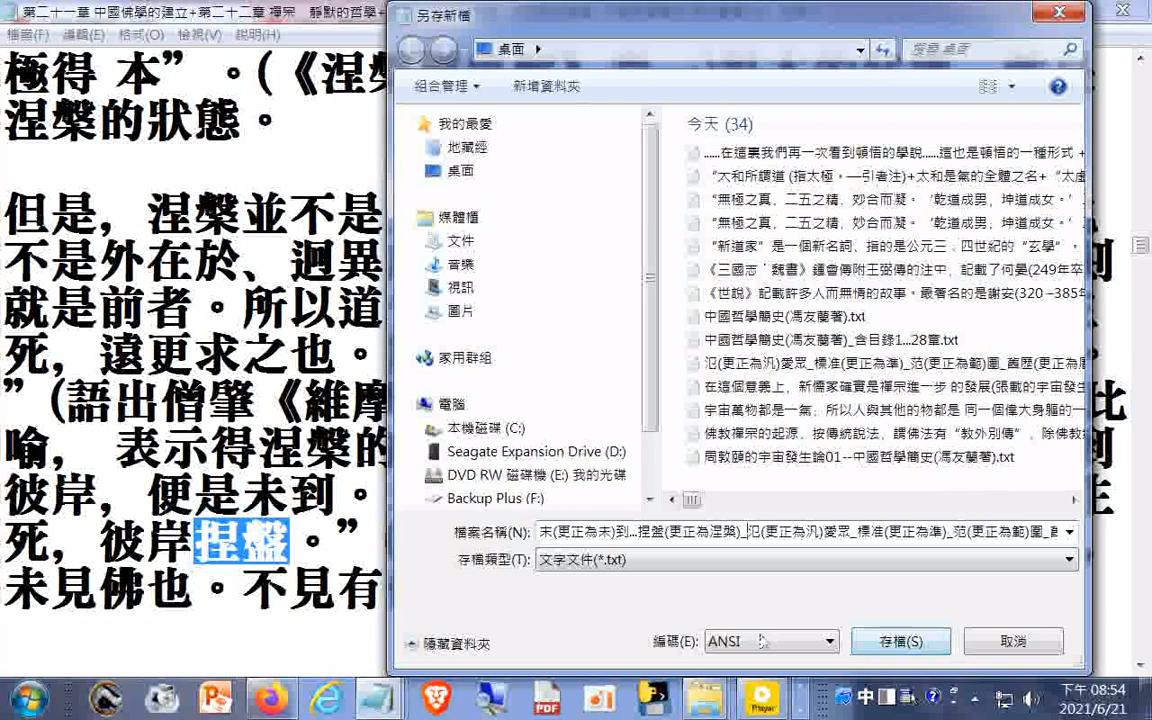 第二十一章 中國佛學的建立+第二十二章 禪宗 靜默的哲學+
檔案(F) 編輯(E) 格式(O) 檢視(V) 說明(H)
極得 本”。(《涅槃
涅槃的狀態。
但是, 涅槃並不是
不是外在於、迥異
就是前者。所以道
死, 遠更求之也。
”(語出僧肇《維摩
喻, 表示得涅槃的
彼岸, 便是未到。
死, 彼岸捏盤。”
未見佛也。不見有
則
比
則
生
另存新檔
桌面
搜尋 桌面
組合管理
新增資料夾
我的最愛
地藏經
桌面
媒體櫃
文件
音樂
視訊
圖片
家用群組
電腦
本機磁碟 (C:)
Seagate Expansion Drive (D:)
DVD RW 磁碟機 (E:) 我的光碟
Backup Plus (F:)
今天 (34)
......在這裏我們再一次看到頓悟的學說......這也是頓悟的一種形式 +
“太和所謂道 (指太極。—引者注)+太和是氣的全體之名+“太虛
“無極之真, 二五之精, 妙合而凝。‘乾道成男, 坤道成女。’
“無極之真, 二五之精, 妙合而凝。‘乾道成男, 坤道成女。’
“新道家”是一個新名詞、指的是公元三、四世紀的“玄學”。
《三國志˙魏書》鍾會傳附王弼傳的注中, 記載了何晏(249年卒
《世說》記載許多人而無情的故事。最著名的是謝安(320 –385年
中國哲學簡史(馮友蘭著).txt
中國哲學簡史(馮友蘭著)_含目錄1...28章.txt
氾(更正為汎)愛眾_標准(更正為準)_范(更正為範)圍_舊歷(更正為
在這個意義上, 新儒家確實是禪宗進一步 的發展(張載的宇宙發生
宇宙萬物都是一氣, 所以人與其他的物都是 同一個偉大身軀的一
佛教禪宗的起源, 按傳統說法, 謂佛法有“教外別傳”, 除佛教
周敦頤的宇宙發生論01--中國哲學簡史(馮友蘭著).txt
檔案名稱(N):
末(更正為未)到...捏盤(更正為涅槃)_氾(更正為汎)愛眾_標准(更正為準)_范(更正為範)圍_舊
存檔類型(T):
文字文件(*.txt)
隱藏資料夾
編碼(E):
ANSI
存檔(S)
取消
PDF
Player
中
下午 08:54
2021/6/21